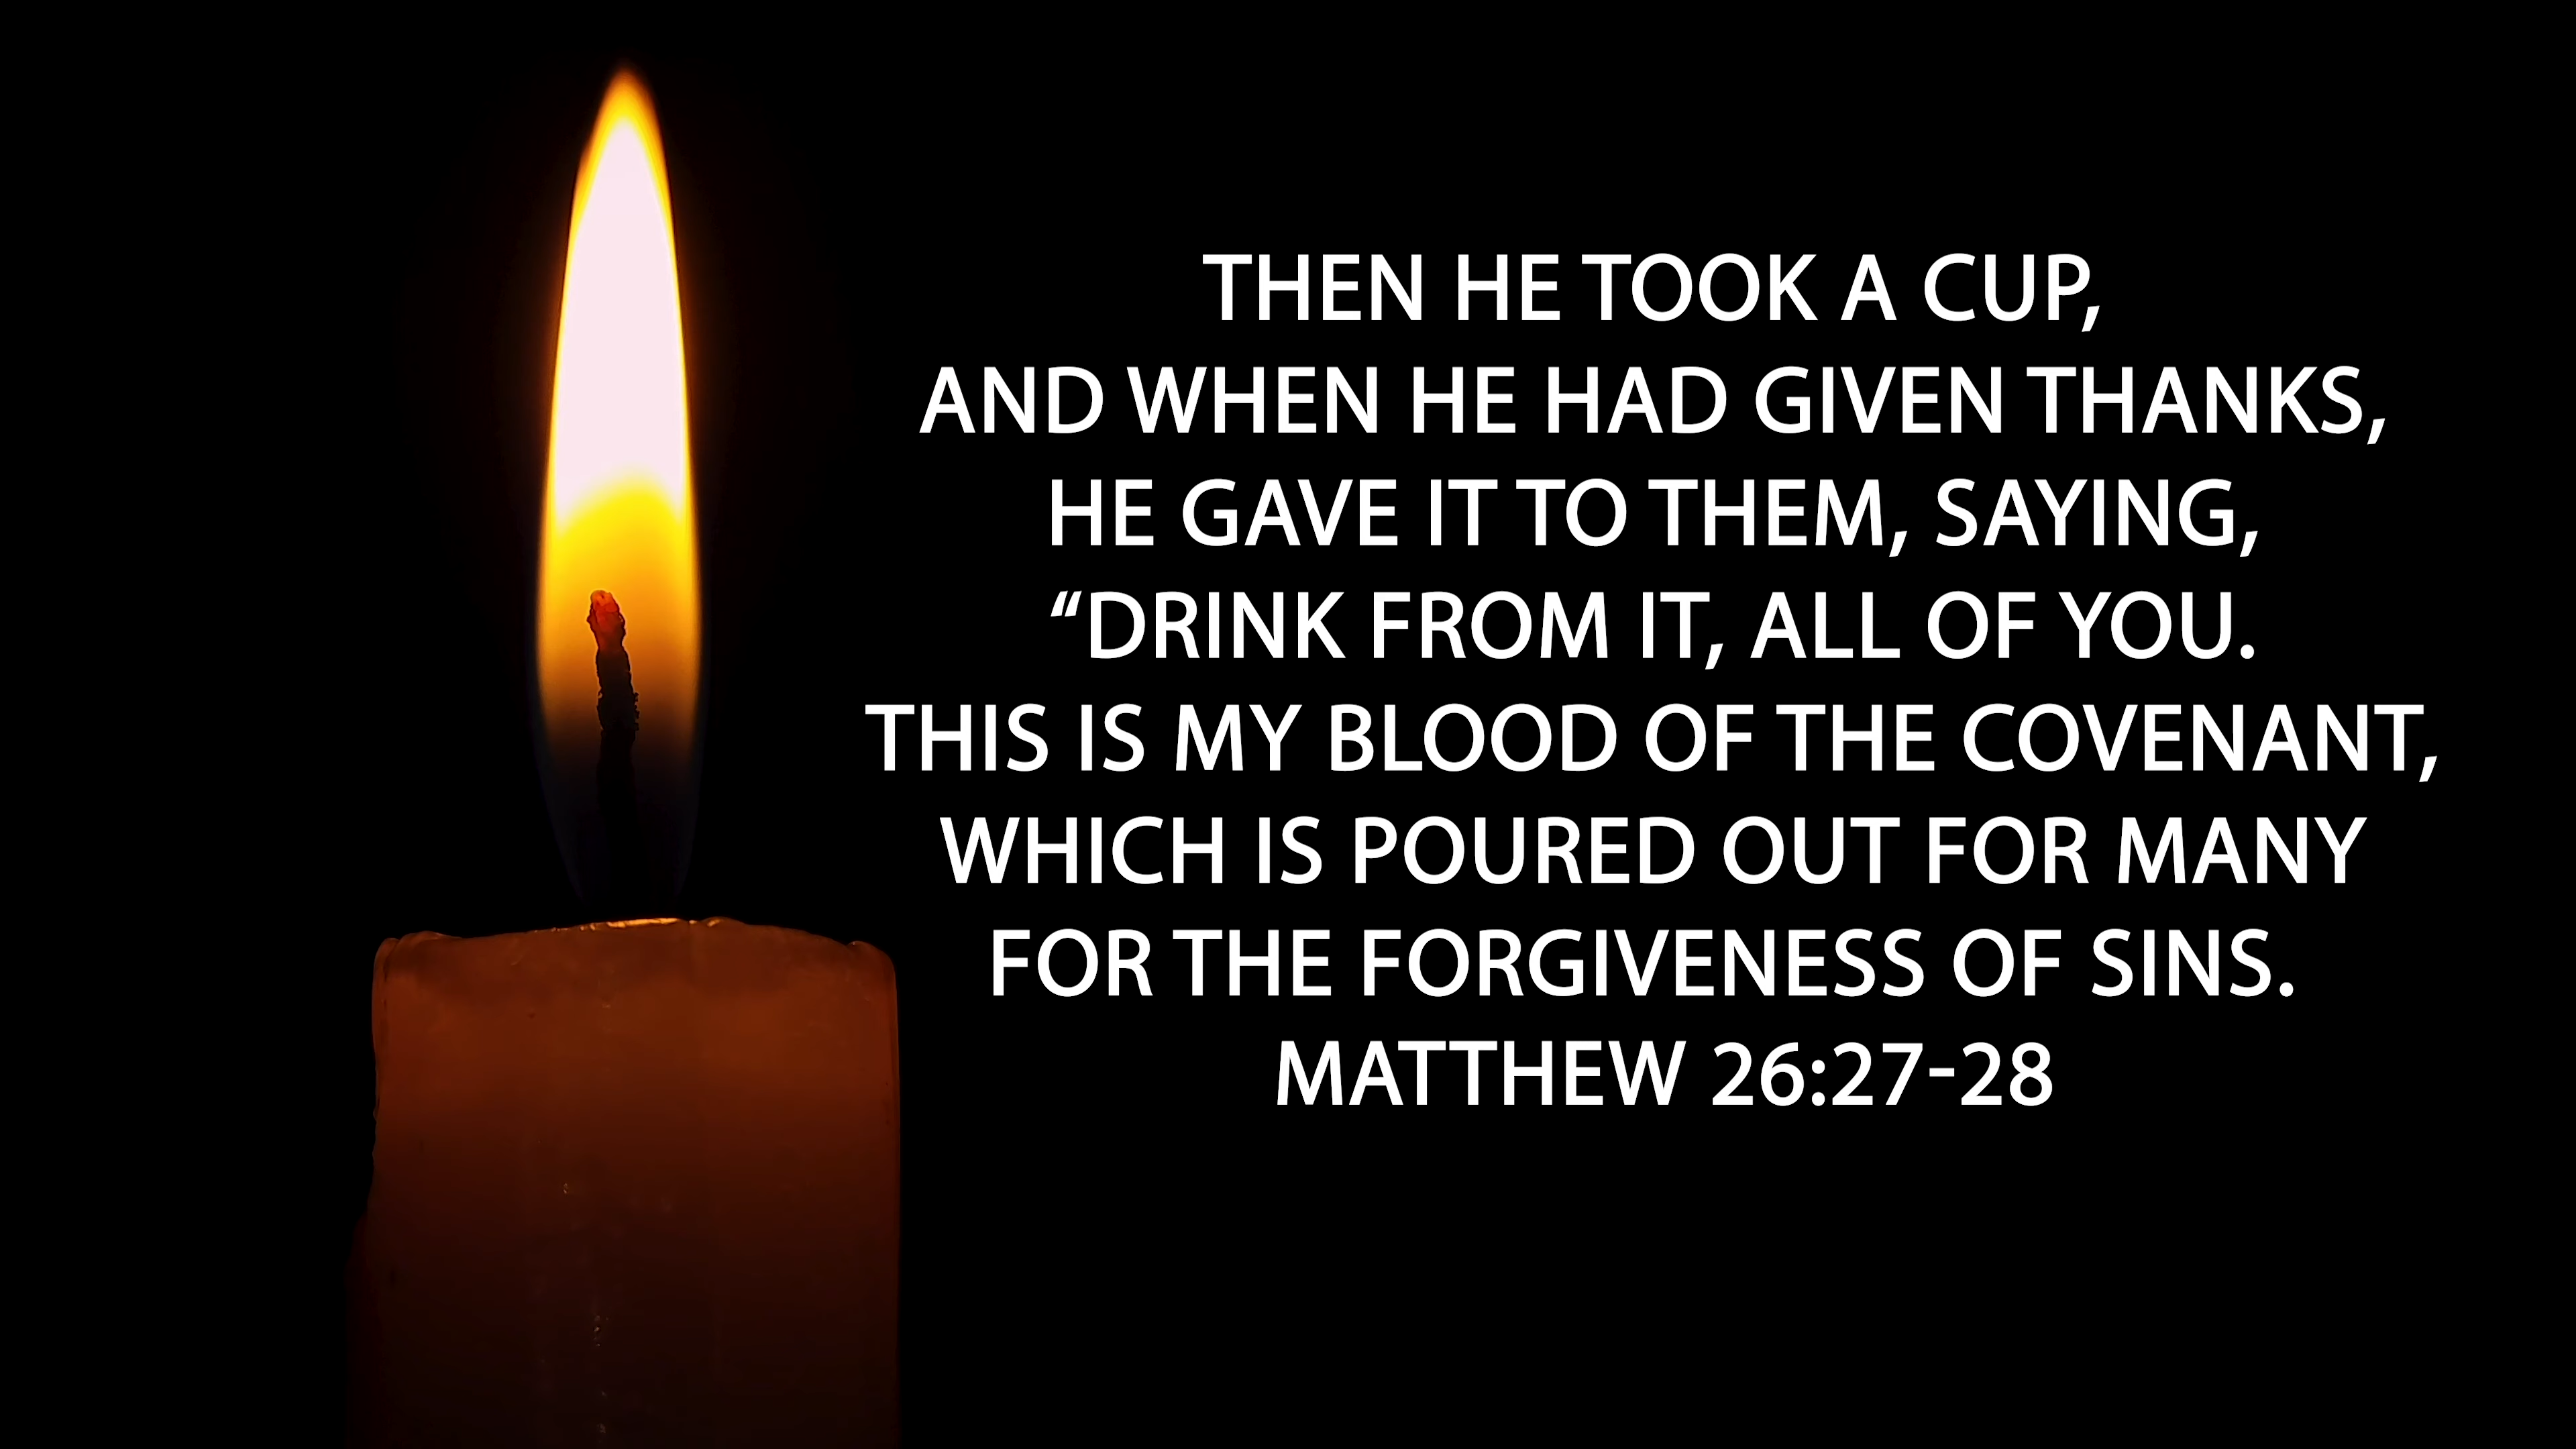 THEN HE TOOK A CUP,
AND WHEN HE HAD GIVEN THANKS,
HE GAVE IT TO THEM, SAYING,
“DRINK FROM IT, ALL OF YOU.
THIS IS MY BLOOD OF THE COVENANT,
WHICH IS POURED OUT FOR MANY
FOR THE FORGIVENESS OF SINS.
MATTHEW 26:27-28